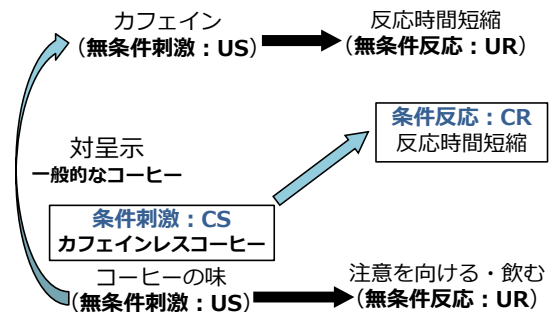 カフェイン
（無条件刺激：US）
反応時間短縮
（無条件反応：UR）
条件反応：CR
反応時間短縮
対呈示
一般的なコーヒー
条件刺激：CS
カフェインレスコーヒー
コーヒーの味
（無条件刺激：US）
注意を向ける・飲む
（無条件反応：UR）